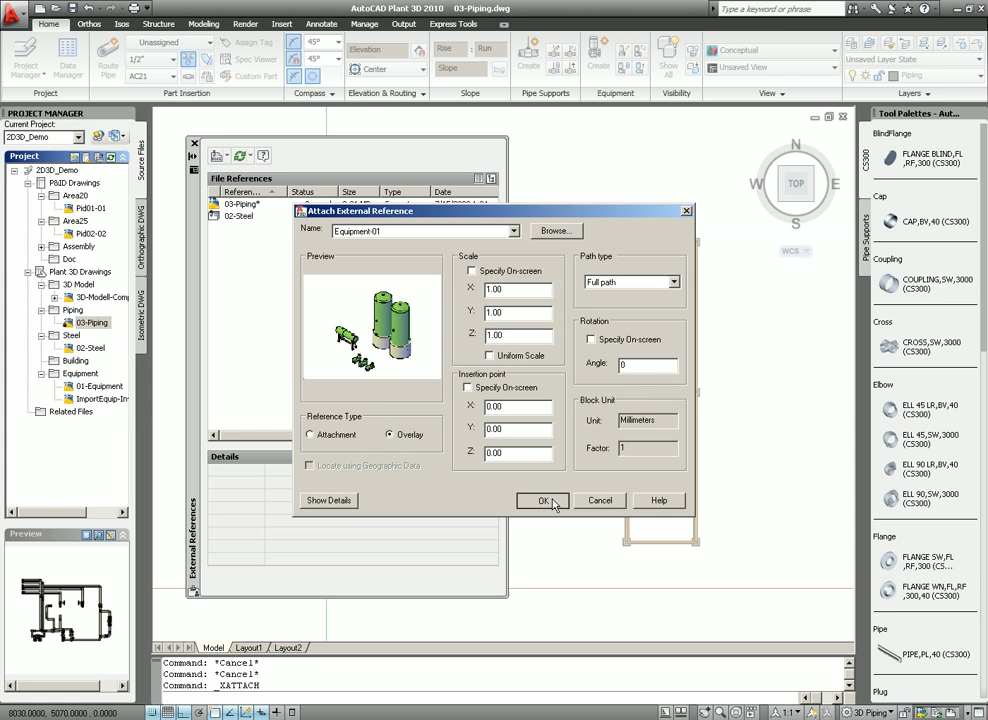 AutoCAD Plant 3D 2010 03-Piping.dwg
Type a keyword or phrase
Home Orthos Isos Structure Modeling Render Insert Annotate Manage Output Express Tools
Project Manager
Data Manager
Route Pipe
Unassigned
1/2"
AC21
Assign Tag
Spec Viewer
Custom Part
45°
45°
Elevation
Center
Rise : Run
Slope
Create
Create
Show All
Conceptual
Unsaved View
Unsaved Layer State
Piping
Project Part Insertion Compass Elevation & Routing Slope Pipe Supports Equipment Visibility View Layers
PROJECT MANAGER
Current Project:
2D3D_Demo
Project
2D3D_Demo
P&ID Drawings
Area20
Pid01-01
Area25
Pid02-02
Assembly
Doc
Plant 3D Drawings
3D Model
3D-Modell-Comp
Piping
03-Piping
Steel
02-Steel
Building
Equipment
01-Equipment
ImportEquip-In
Related Files
Source Files
Orthographic DWG
Isometric DWG
Preview
File References
Referen... Status Size Type Date
03-Piping*
02-Steel
Details
External References
Attach External Reference
Name: Equipment-01 Browse...
Preview
Reference Type
Attachment Overlay
Locate using Geographic Data
Scale
Specify On-screen
X: 1.00
Y: 1.00
Z: 1.00
Uniform Scale
Insertion point
Specify On-screen
X: 0.00
Y: 0.00
Z: 0.00
Path type
Full path
Rotation
Specify On-screen
Angle: 0
Block Unit
Unit: Millimeters
Factor: 1
Show Details OK Cancel Help
N
W TOP E
S
WCS
Tool Palettes - Aut...
CS300
Pipe Supports
BlindFlange
FLANGE BLIND,FL
,RF,300 (CS300)
Cap
CAP,BV,40 (CS300)
Coupling
COUPLING,SW,3000
(CS300)
Cross
CROSS,SW,3000
(CS300)
Elbow
ELL 45 LR,BV,40
(CS300)
ELL 45,SW,3000
(CS300)
ELL 90 LR,BV,40
(CS300)
ELL 90,SW,3000
(CS300)
Flange
FLANGE SW,FL
,RF,300 (CS...
FLANGE WN,FL,RF
,300,40 (CS300)
Pipe
PIPE,PL,40 (CS300)
Plug
Model Layout1 Layout2
Command: *Cancel*
Command: *Cancel*
Command: _XATTACH
8030.0000, 5070.0000 , 0.0000
1:1
3D Piping